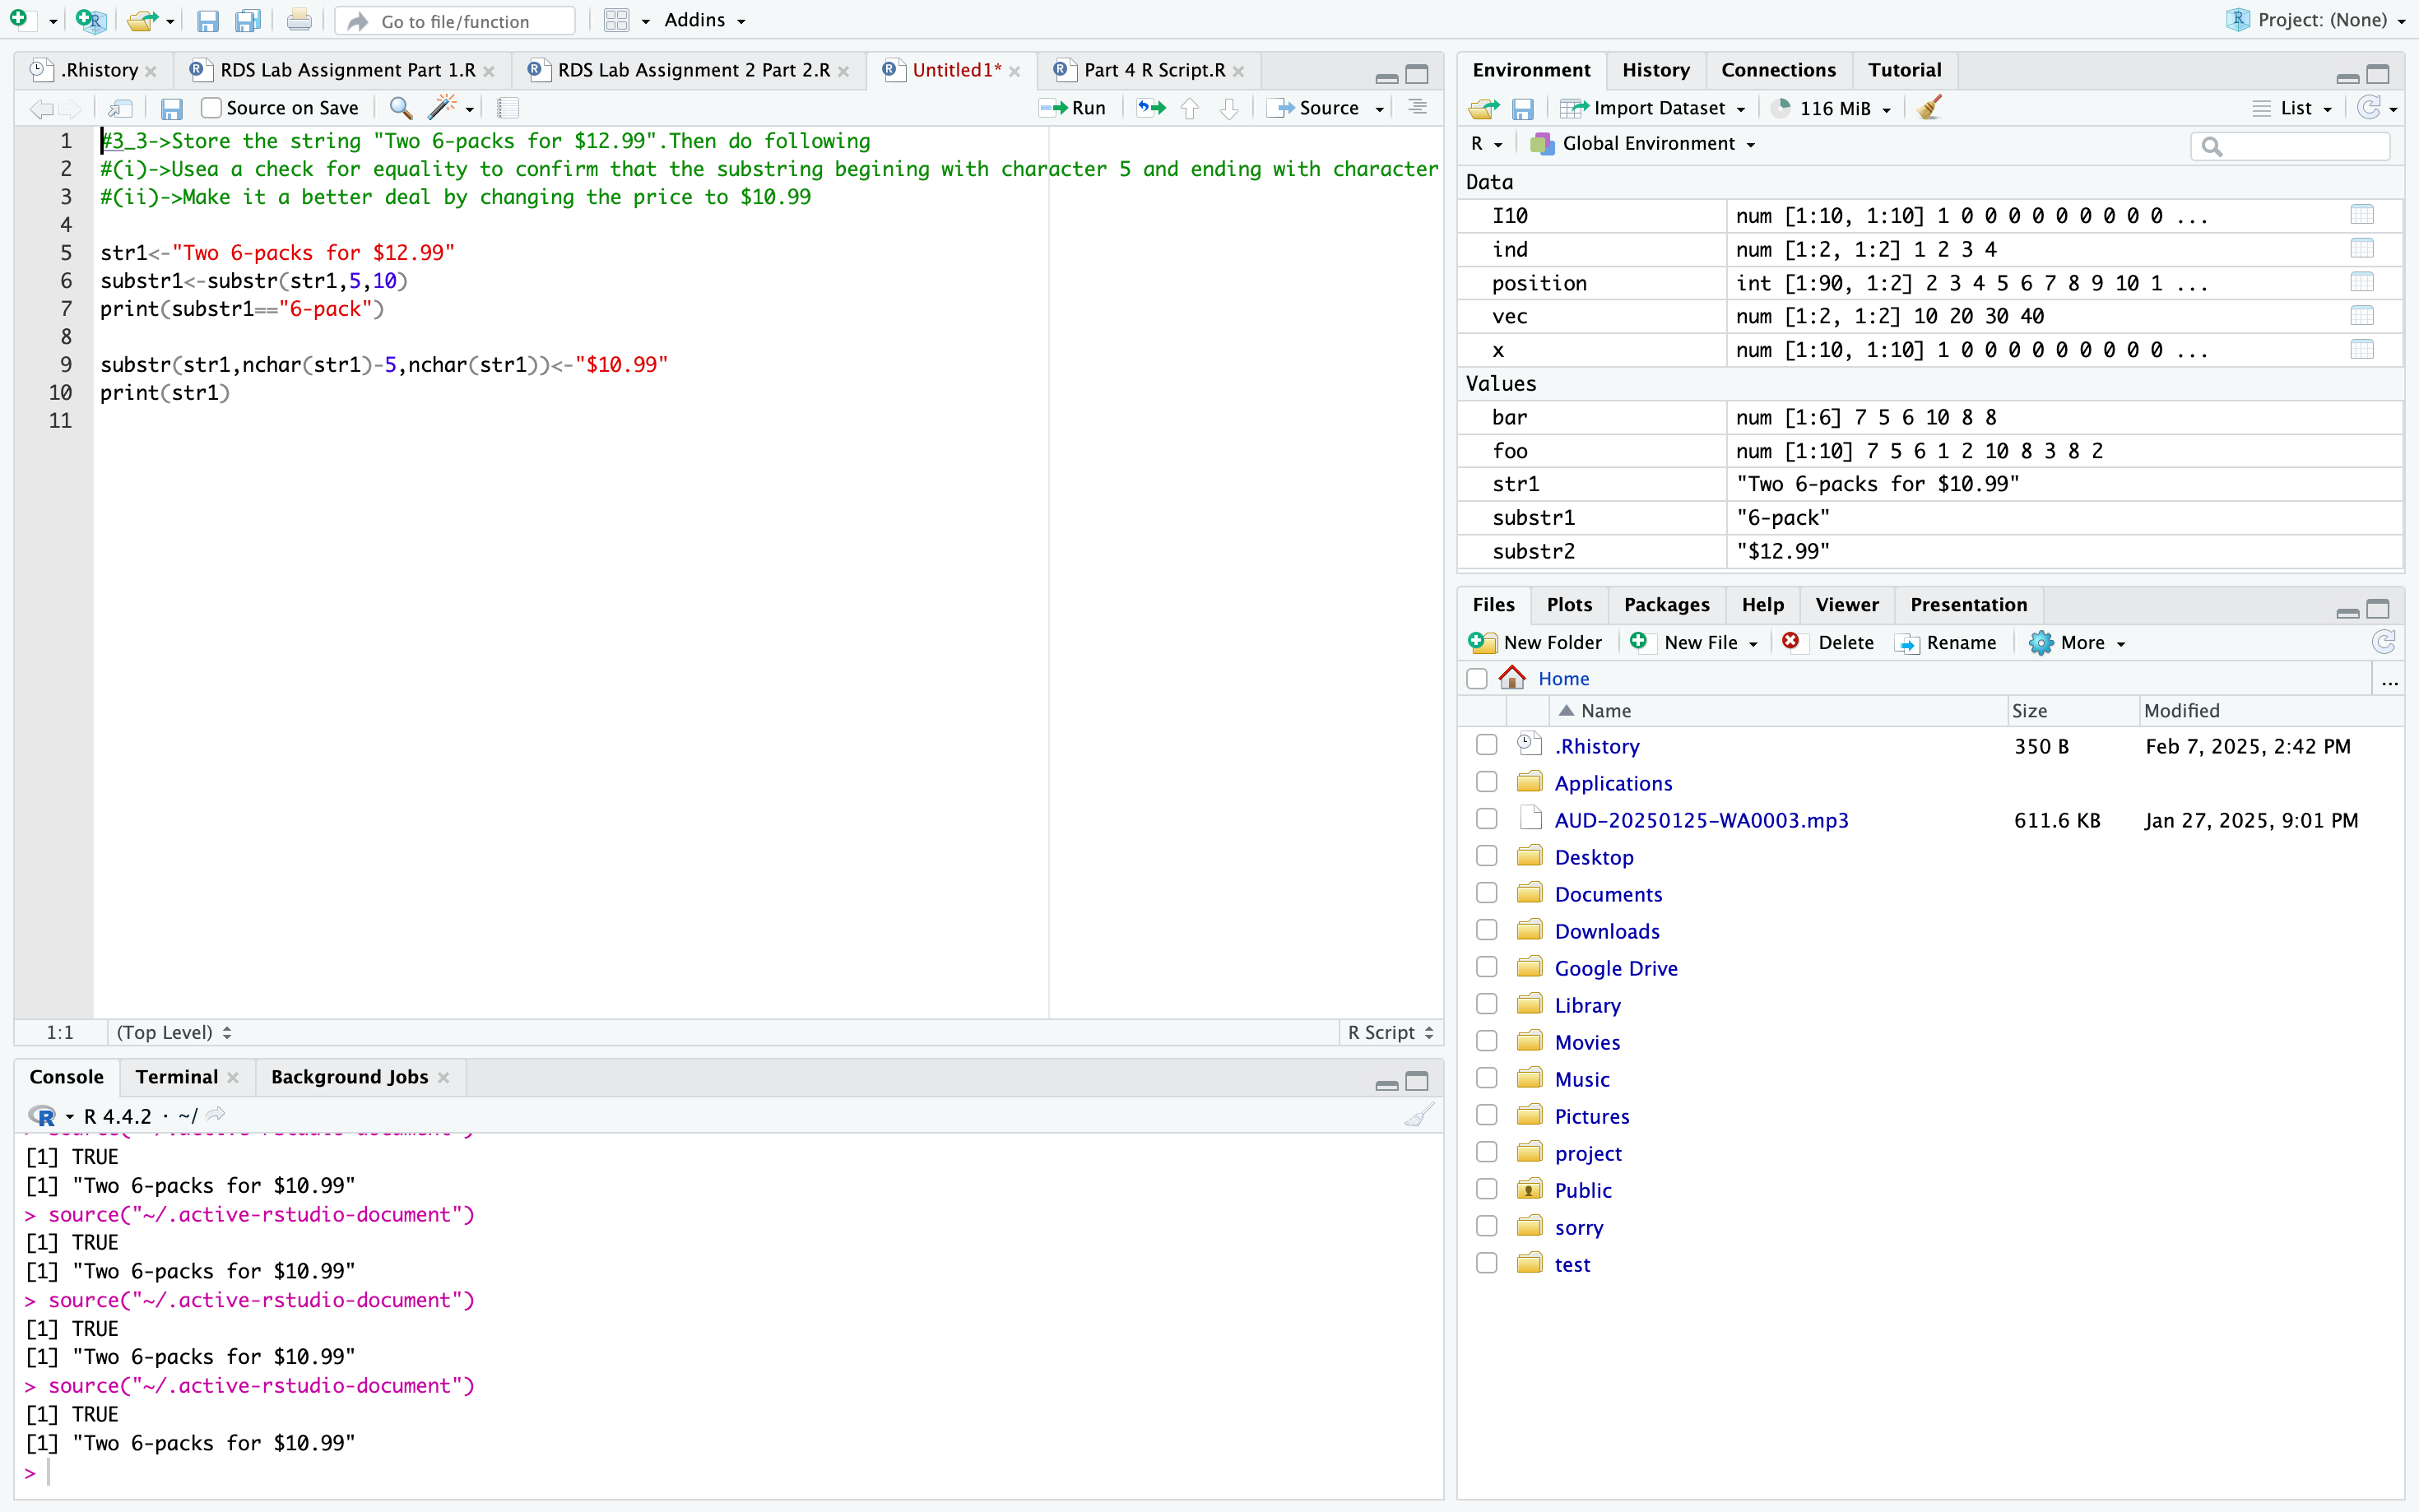 Go to file/function
Addins
Project: (None)
.Rhistory
RDS Lab Assignment Part 1.R
RDS Lab Assignment 2 Part 2.R
Untitled1*
Part 4 R Script.R
Source on Save
Run
Source
1 #3_3->Store the string "Two 6-packs for $12.99".Then do following
2 #(i)->Usea a check for equality to confirm that the substring begining with character 5 and ending with character
3 #(ii)->Make it a better deal by changing the price to $10.99
4
5 str1<-"Two 6-packs for $12.99"
6 substr1<-substr(str1,5,10)
7 print(substr1=="6-pack")
8
9 substr(str1,nchar(str1)-5,nchar(str1))<-"$10.99"
10 print(str1)
11
1:1 (Top Level) R Script
Console Terminal Background Jobs
R 4.4.2 · ~/
> source("~/.active-rstudio-document")
[1] TRUE
[1] "Two 6-packs for $10.99"
> source("~/.active-rstudio-document")
[1] TRUE
[1] "Two 6-packs for $10.99"
> source("~/.active-rstudio-document")
[1] TRUE
[1] "Two 6-packs for $10.99"
> source("~/.active-rstudio-document")
[1] TRUE
[1] "Two 6-packs for $10.99"
>
Environment History Connections Tutorial
Import Dataset 116 MiB List
R Global Environment
Data
I10 num [1:10, 1:10] 1 0 0 0 0 0 0 0 0 0 ...
ind num [1:2, 1:2] 1 2 3 4
position int [1:90, 1:2] 2 3 4 5 6 7 8 9 10 1 ...
vec num [1:2, 1:2] 10 20 30 40
x num [1:10, 1:10] 1 0 0 0 0 0 0 0 0 0 ...
Values
bar num [1:6] 7 5 6 10 8 8
foo num [1:10] 7 5 6 1 2 10 8 3 8 2
str1 "Two 6-packs for $10.99"
substr1 "6-pack"
substr2 "$12.99"
Files Plots Packages Help Viewer Presentation
New Folder New File Delete Rename More
Home ...
Name Size Modified
.Rhistory 350 B Feb 7, 2025, 2:42 PM
Applications
AUD-20250125-WA0003.mp3 611.6 KB Jan 27, 2025, 9:01 PM
Desktop
Documents
Downloads
Google Drive
Library
Movies
Music
Pictures
project
Public
sorry
test